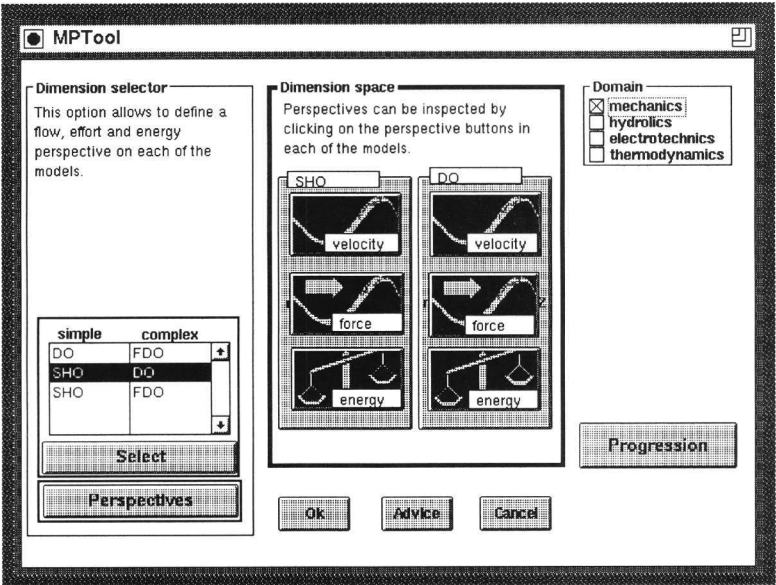 MPTool
Dimension selector
This option allows to define a
flow, effort and energy
perspective on each of the
models.
simple complex
DO FDO
SHO DO
SHO FDO
Select
Perspectives
Dimension space
Perspectives can be inspected by
clicking on the perspective buttons in
each of the models.
SHO
velocity
force
energy
DO
velocity
force
energy
Ok
Advice
Cancel
Domain
mechanics
hydrolics
electrotechnics
thermodynamics
Progression